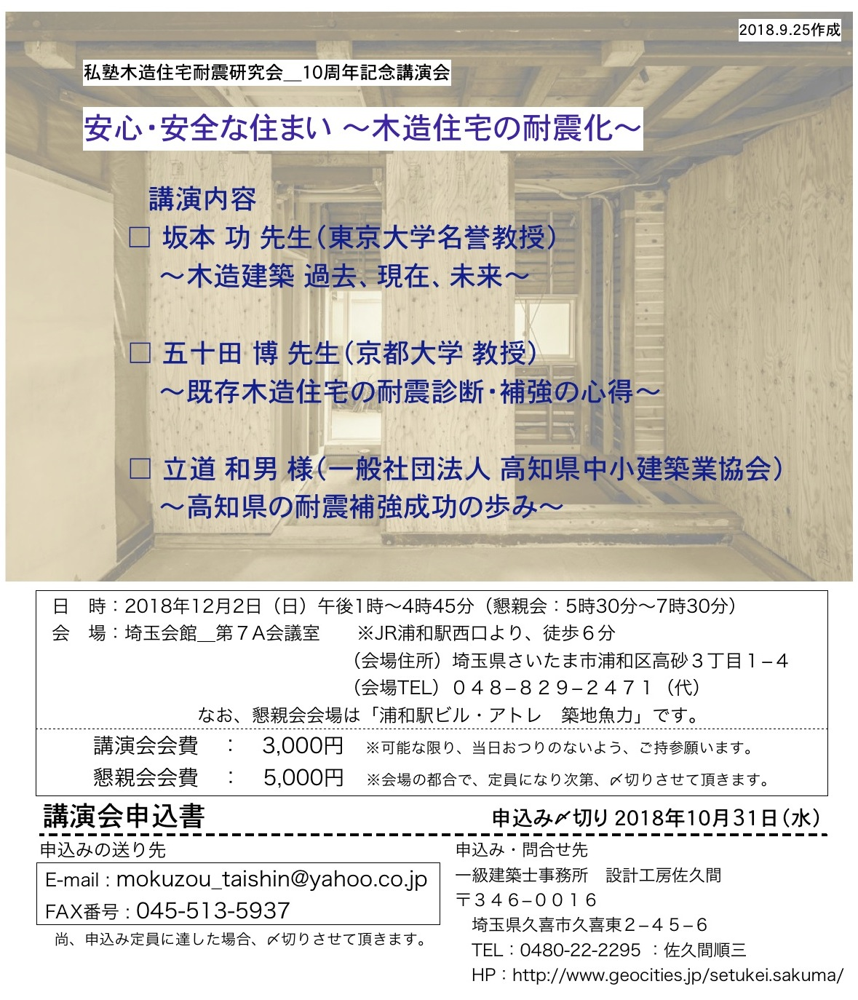 2018.9.25作成
私塾木造住宅耐震研究会__10周年記念講演会
安心・安全な住まい ～木造住宅の耐震化～
講演内容
□ 坂本 功 先生（東京大学名誉教授）
～木造建築 過去、現在、未来～
□ 五十田 博 先生（京都大学 教授）
～既存木造住宅の耐震診断・補強の心得～
□ 立道 和男 様（一般社団法人 高知県中小建築業協会）
～高知県の耐震補強成功の歩み～
日　時：2018年12月2日（日）午後1時～4時45分（懇親会：5時30分～7時30分）
会　場：埼玉会館__第７A会議室　　※JR浦和駅西口より、徒歩６分
（会場住所）埼玉県さいたま市浦和区高砂３丁目１−４
（会場TEL）０４８−８２９−２４７１（代）
なお、懇親会会場は「浦和駅ビル・アトレ　築地魚力」です。
講演会会費　：　3,000円　※可能な限り、当日おつりのないよう、ご持参願います。
懇親会会費　：　5,000円　※会場の都合で、定員になり次第、〆切りさせて頂きます。
講演会申込書　申込み〆切り 2018年10月31日（水）
申込みの送り先
E-mail : mokuzou_taishin@yahoo.co.jp
FAX番号 : 045-513-5937
尚、申込み定員に達した場合、〆切りさせて頂きます。
申込み・問合せ先
一級建築士事務所　設計工房佐久間
〒３４６−００１６
埼玉県久喜市久喜東２−４５−６
TEL：0480-22-2295 ：佐久間順三
HP：http://www.geocities.jp/setukei.sakuma/